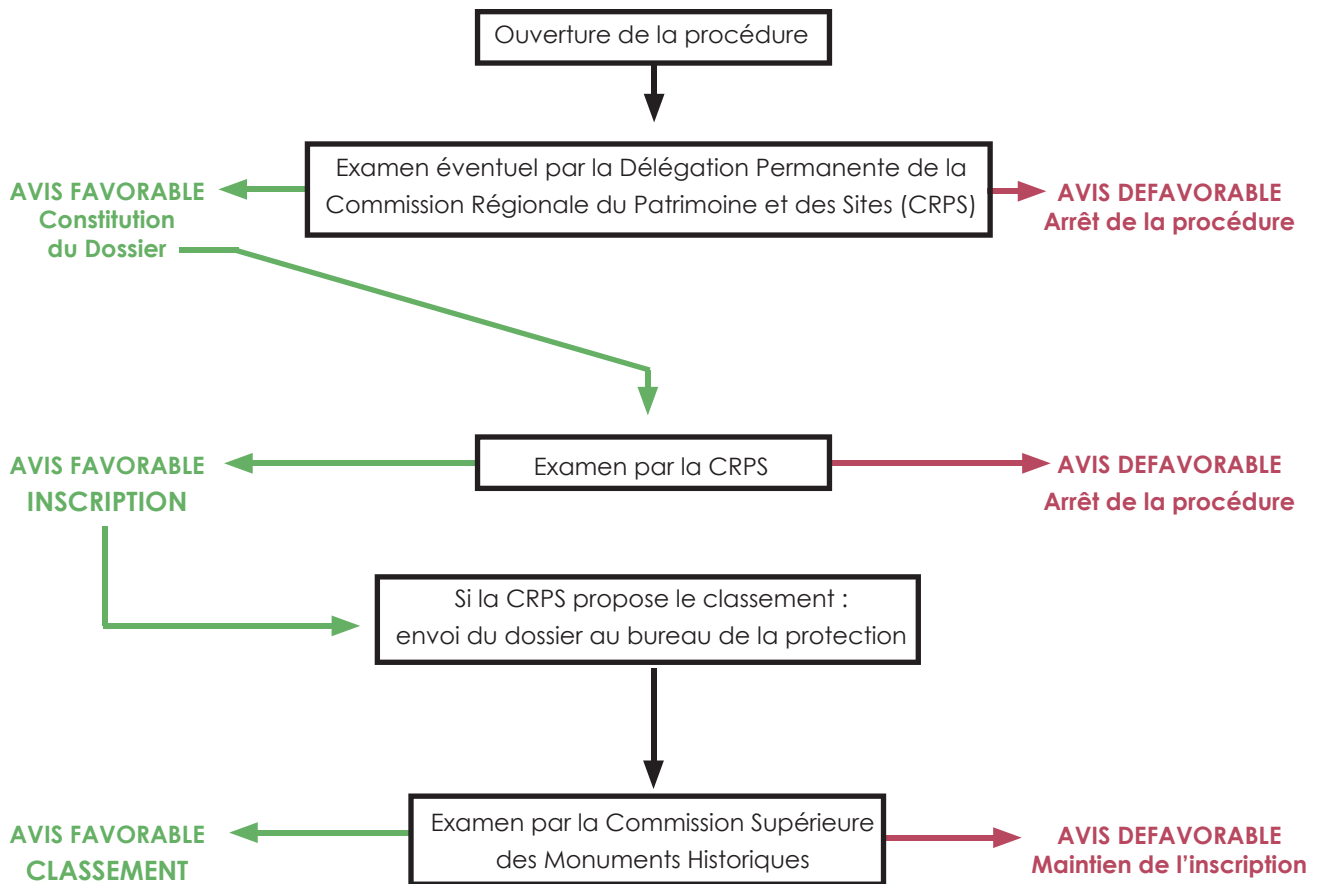 Ouverture de la procédure
Examen éventuel par la Délégation Permanente de la
Commission Régionale du Patrimoine et des Sites (CRPS)
AVIS FAVORABLE
Constitution
du Dossier
AVIS DEFAVORABLE
Arrêt de la procédure
Examen par la CRPS
AVIS FAVORABLE
INSCRIPTION
AVIS DEFAVORABLE
Arrêt de la procédure
Si la CRPS propose le classement :
envoi du dossier au bureau de la protection
Examen par la Commission Supérieure
des Monuments Historiques
AVIS FAVORABLE
CLASSEMENT
AVIS DEFAVORABLE
Maintien de l’inscription